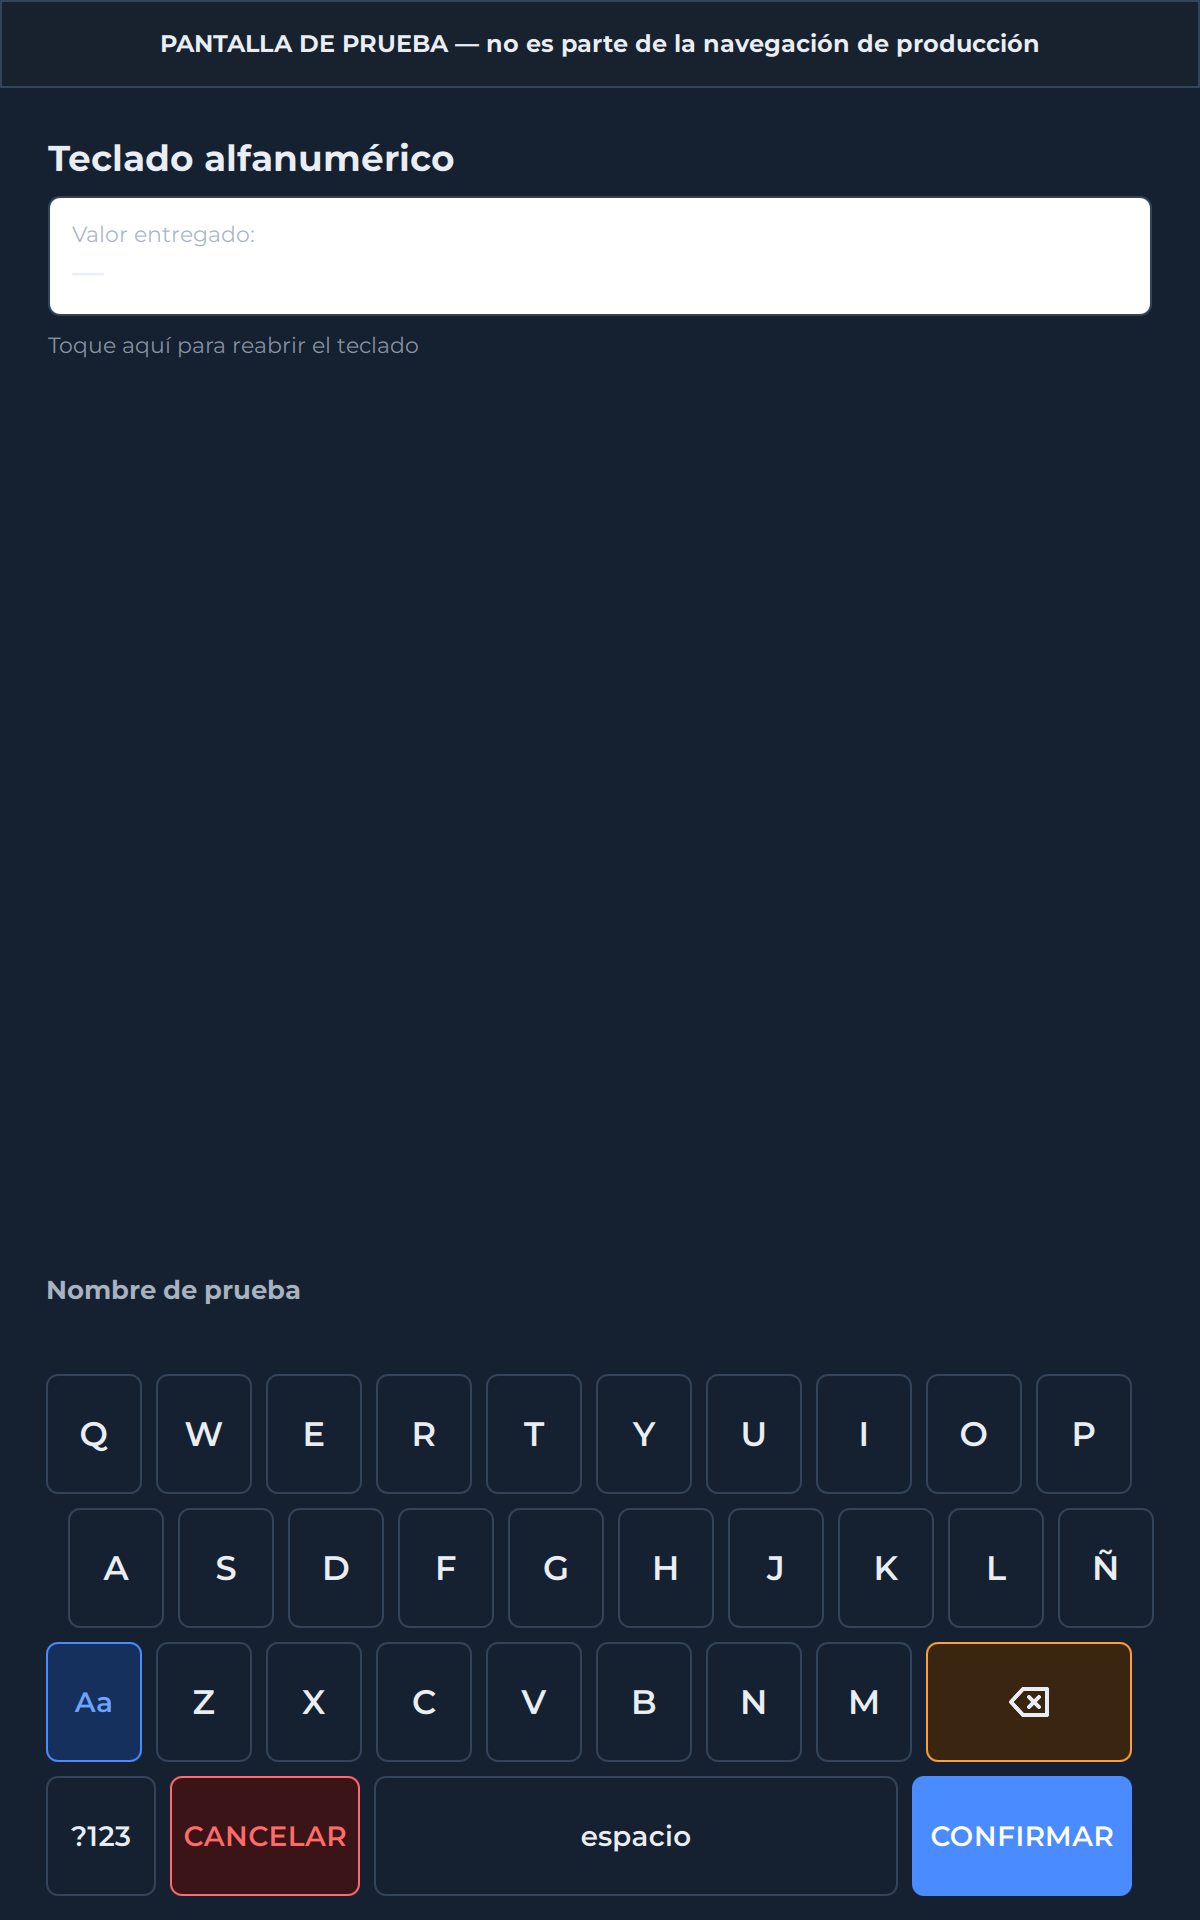 PANTALLA DE PRUEBA — no es parte de la navegación de producción
Teclado alfanumérico
Valor entregado:
—
Toque aquí para reabrir el teclado
Nombre de prueba
Q W E R T Y U I O P
A S D F G H J K L Ñ
Aa Z X C V B N M
?123 CANCELAR espacio CONFIRMAR